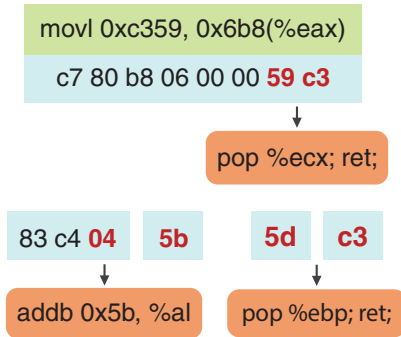 movl 0xc359, 0x6b8(%eax)
c7 80 b8 06 00 00 59 c3
pop %ecx; ret;
83 c4 04 5b 5d c3
addb 0x5b, %al pop %ebp; ret;